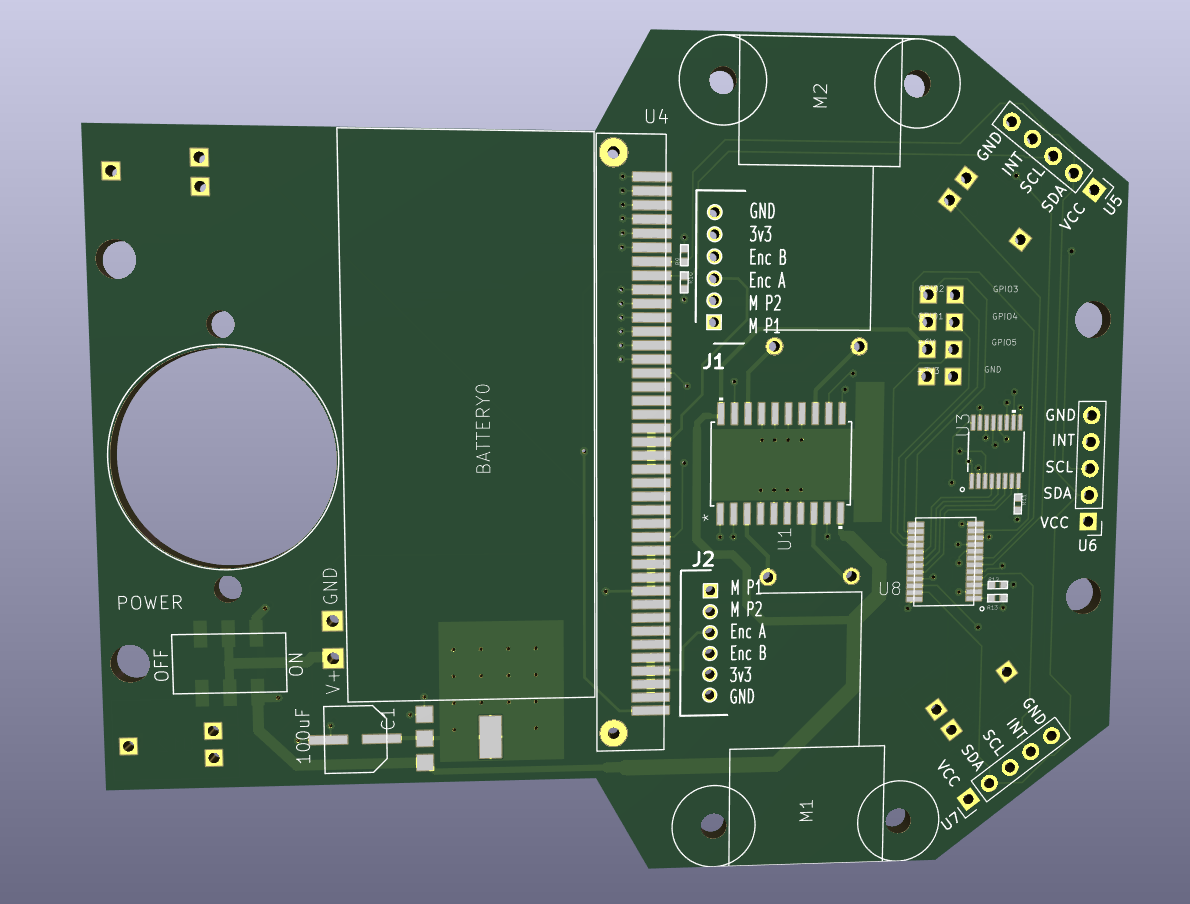 M2
U4
GND
INT
SCL
SDA
VCC
U5
GND
3v3
Enc B
Enc A
M P2
M P1
J1
GPIO3
GPIO4
GPIO5
GND
BATTERY0
U3
GND
INT
SCL
SDA
VCC
U6
*
U1
J2
M P1
M P2
Enc A
Enc B
3v3
GND
U8
R13
POWER
OFF
ON
GND
V+
100uF
C1
M1
GND
INT
SCL
SDA
VCC
U7